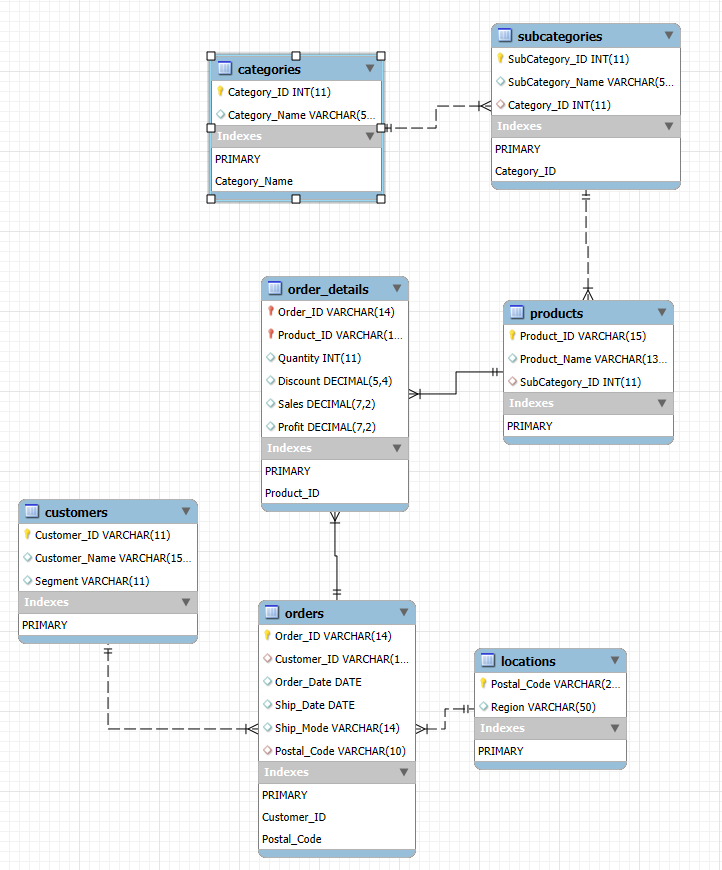 categories
Category_ID INT(11)
Category_Name VARCHAR(5...
Indexes
PRIMARY
Category_Name
subcategories
SubCategory_ID INT(11)
SubCategory_Name VARCHAR(5...
Category_ID INT(11)
Indexes
PRIMARY
Category_ID
order_details
Order_ID VARCHAR(14)
Product_ID VARCHAR(1...
Quantity INT(11)
Discount DECIMAL(5,4)
Sales DECIMAL(7,2)
Profit DECIMAL(7,2)
Indexes
PRIMARY
Product_ID
products
Product_ID VARCHAR(15)
Product_Name VARCHAR(13...
SubCategory_ID INT(11)
Indexes
PRIMARY
customers
Customer_ID VARCHAR(11)
Customer_Name VARCHAR(15...
Segment VARCHAR(11)
Indexes
PRIMARY
orders
Order_ID VARCHAR(14)
Customer_ID VARCHAR(1...
Order_Date DATE
Ship_Date DATE
Ship_Mode VARCHAR(14)
Postal_Code VARCHAR(10)
Indexes
PRIMARY
Customer_ID
Postal_Code
locations
Postal_Code VARCHAR(2...
Region VARCHAR(50)
Indexes
PRIMARY